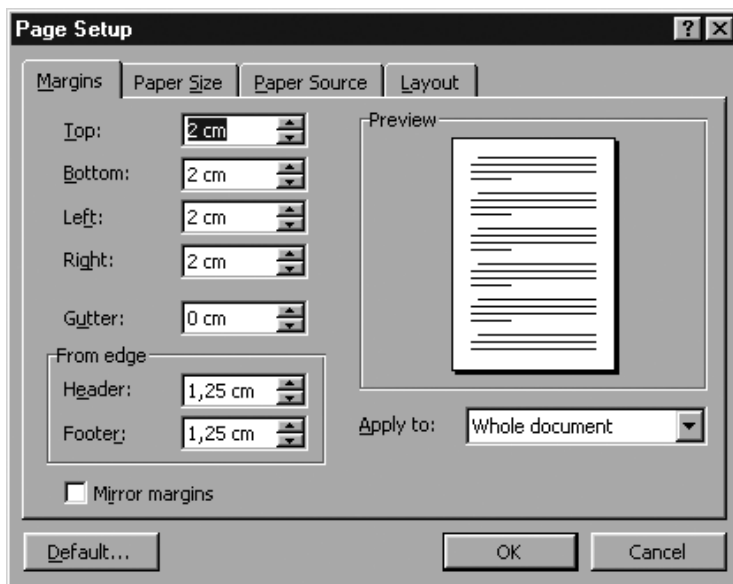 Page Setup
Margins Paper Size Paper Source Layout
Top: 2 cm
Bottom: 2 cm
Left: 2 cm
Right: 2 cm
Gutter: 0 cm
From edge
Header: 1,25 cm
Footer: 1,25 cm
Mirror margins
Preview
Apply to: Whole document
Default... OK Cancel